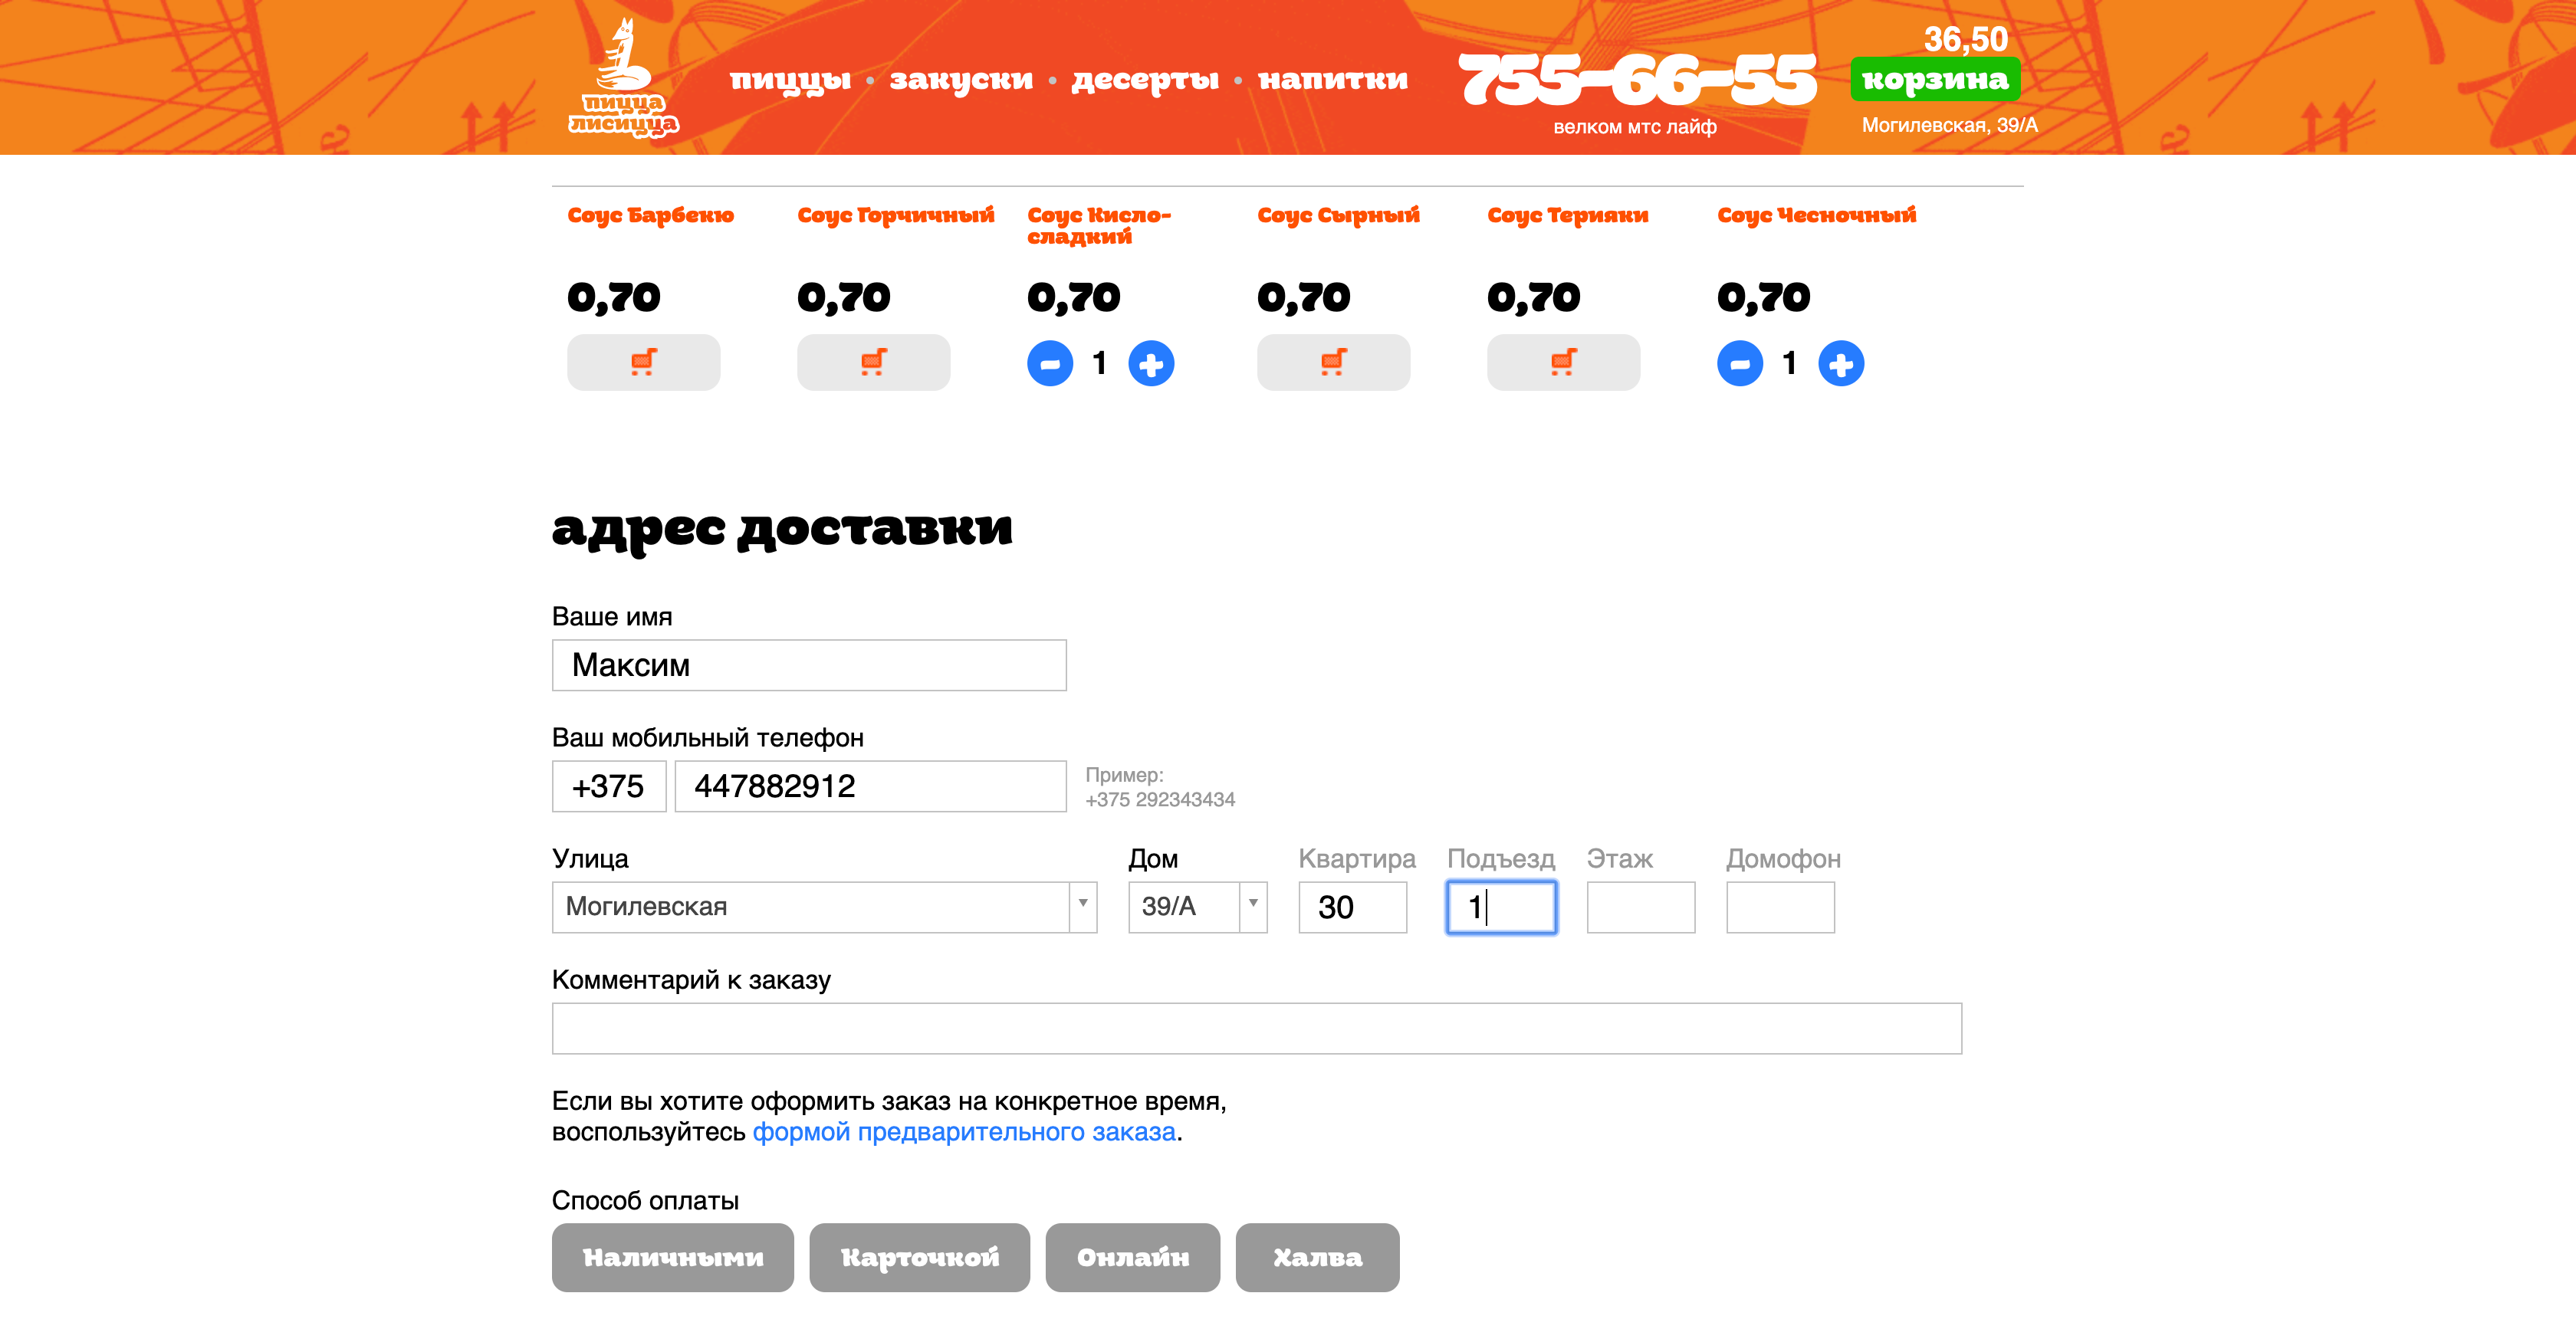 пицца
лисицца
пиццы • закуски • десерты • напитки
755-66-55
велком мтс лайф
36,50
корзина
Могилевская, 39/А
Соус Барбекю
Соус Горчичный
Соус Кисло-
сладкий
Соус Сырный
Соус Терияки
Соус Чесночный
0,70
0,70
0,70
0,70
0,70
0,70
- 1 +
- 1 +
адрес доставки
Ваше имя
Максим
Ваш мобильный телефон
+375 447882912
Пример:
+375 292343434
Улица Дом Квартира Подъезд Этаж Домофон
Могилевская 39/А 30 1
Комментарий к заказу
Если вы хотите оформить заказ на конкретное время,
воспользуйтесь формой предварительного заказа.
Способ оплаты
Наличными Карточкой Онлайн Халва